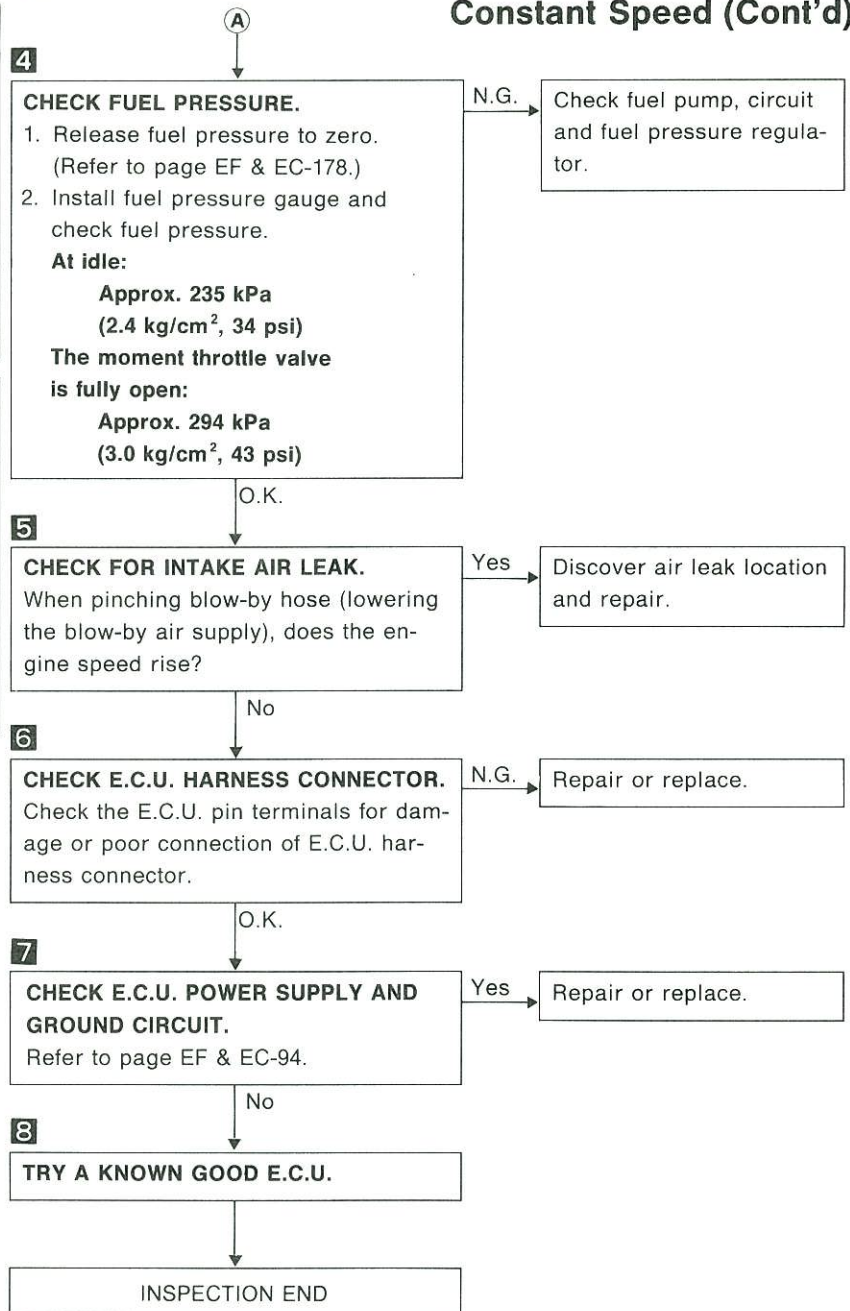 Constant Speed (Cont'd)
A
4
CHECK FUEL PRESSURE.
1. Release fuel pressure to zero.
(Refer to page EF & EC-178.)
2. Install fuel pressure gauge and
check fuel pressure.
At idle:
Approx. 235 kPa
(2.4 kg/cm², 34 psi)
The moment throttle valve
is fully open:
Approx. 294 kPa
(3.0 kg/cm², 43 psi)
N.G.
Check fuel pump, circuit
and fuel pressure regula-
tor.
O.K.
5
CHECK FOR INTAKE AIR LEAK.
When pinching blow-by hose (lowering
the blow-by air supply), does the en-
gine speed rise?
Yes
Discover air leak location
and repair.
No
6
CHECK E.C.U. HARNESS CONNECTOR.
Check the E.C.U. pin terminals for dam-
age or poor connection of E.C.U. har-
ness connector.
N.G.
Repair or replace.
O.K.
7
CHECK E.C.U. POWER SUPPLY AND
GROUND CIRCUIT.
Refer to page EF & EC-94.
Yes
Repair or replace.
No
8
TRY A KNOWN GOOD E.C.U.
INSPECTION END